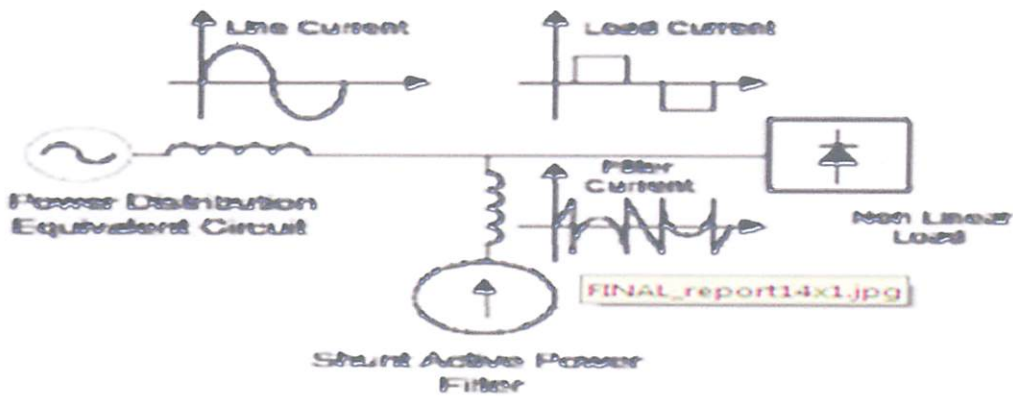 Line Current
Load Current
Filter
Current
Power Distribution
Equivalent Circuit
Non Linear
Load
FINAL_report14x1.jpg
Shunt Active Power
Filter